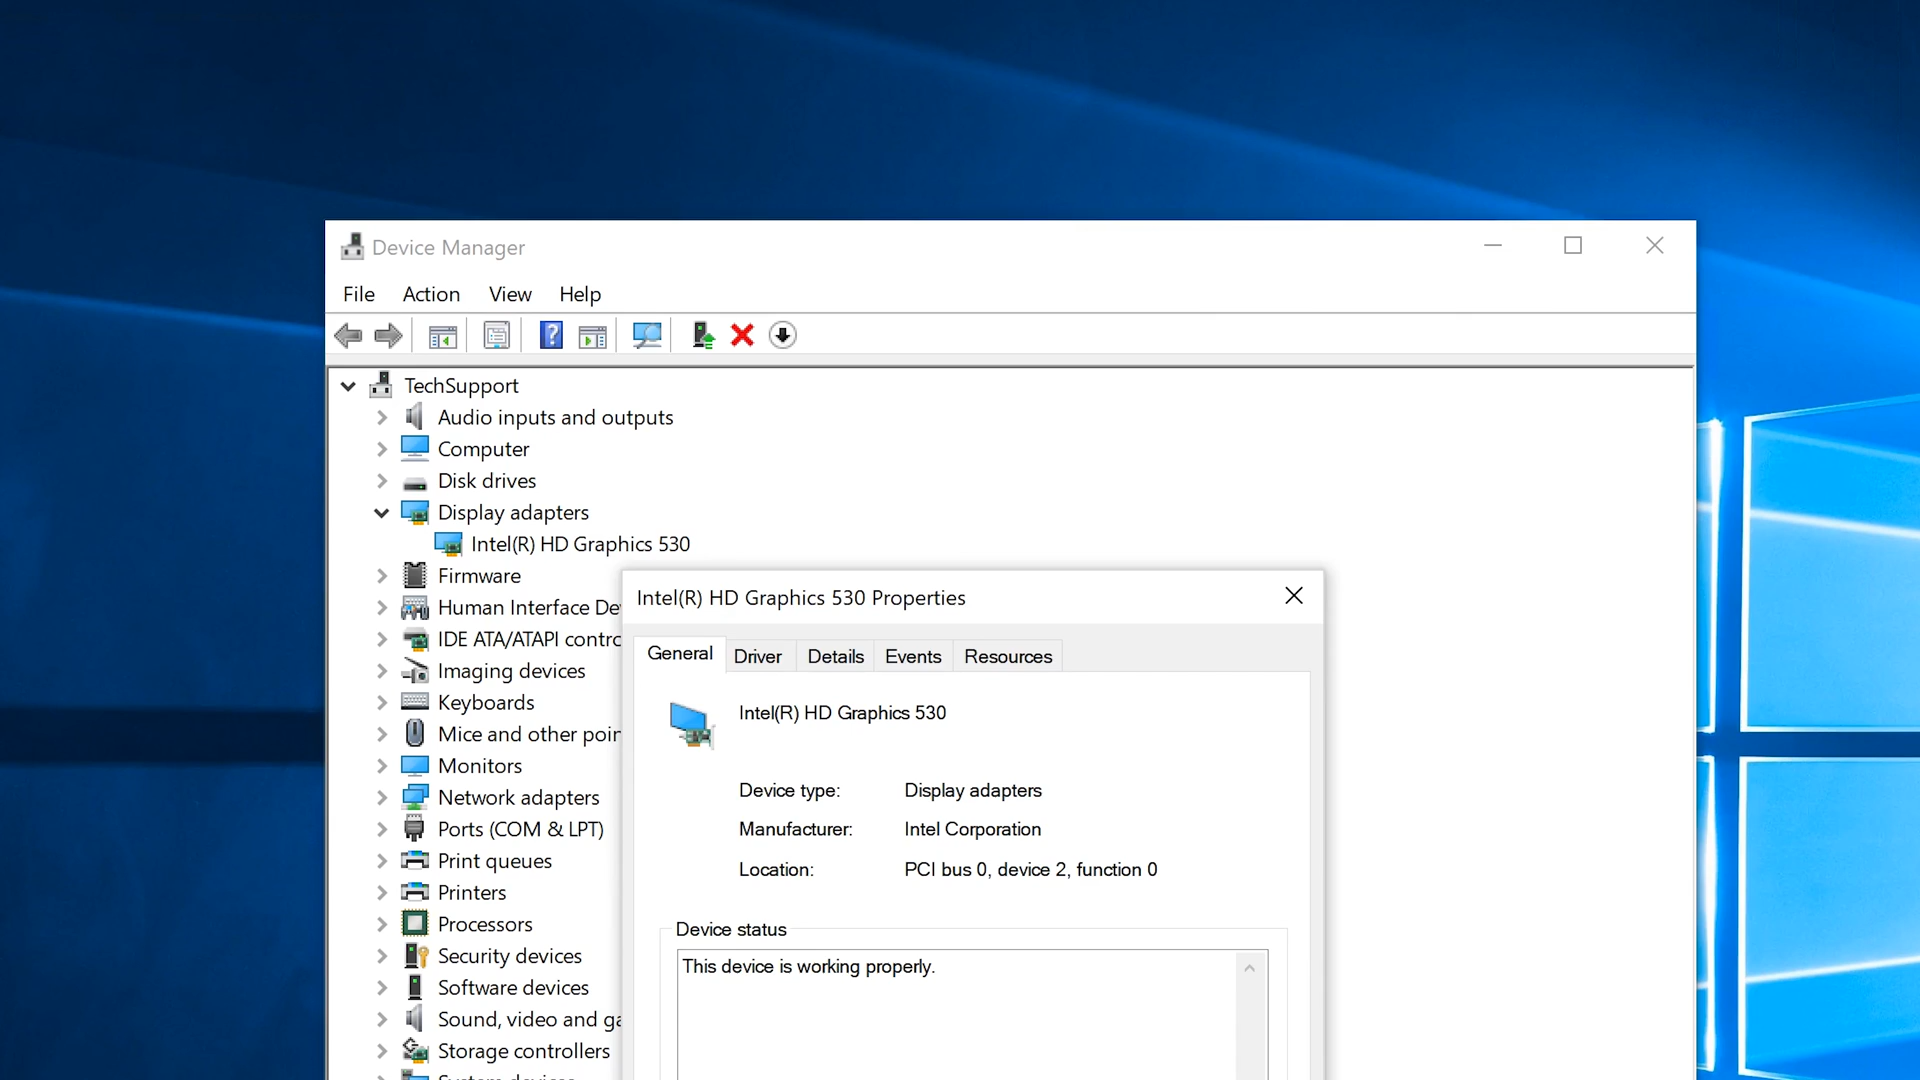 Device Manager
File Action View Help
TechSupport
Audio inputs and outputs
Computer
Disk drives
Display adapters
Intel(R) HD Graphics 530
Firmware
Human Interface De
IDE ATA/ATAPI contro
Imaging devices
Keyboards
Mice and other poin
Monitors
Network adapters
Ports (COM & LPT)
Print queues
Printers
Processors
Security devices
Software devices
Sound, video and ga
Storage controllers
System devices
Intel(R) HD Graphics 530 Properties
General Driver Details Events Resources
Intel(R) HD Graphics 530
Device type: Display adapters
Manufacturer: Intel Corporation
Location: PCI bus 0, device 2, function 0
Device status
This device is working properly.